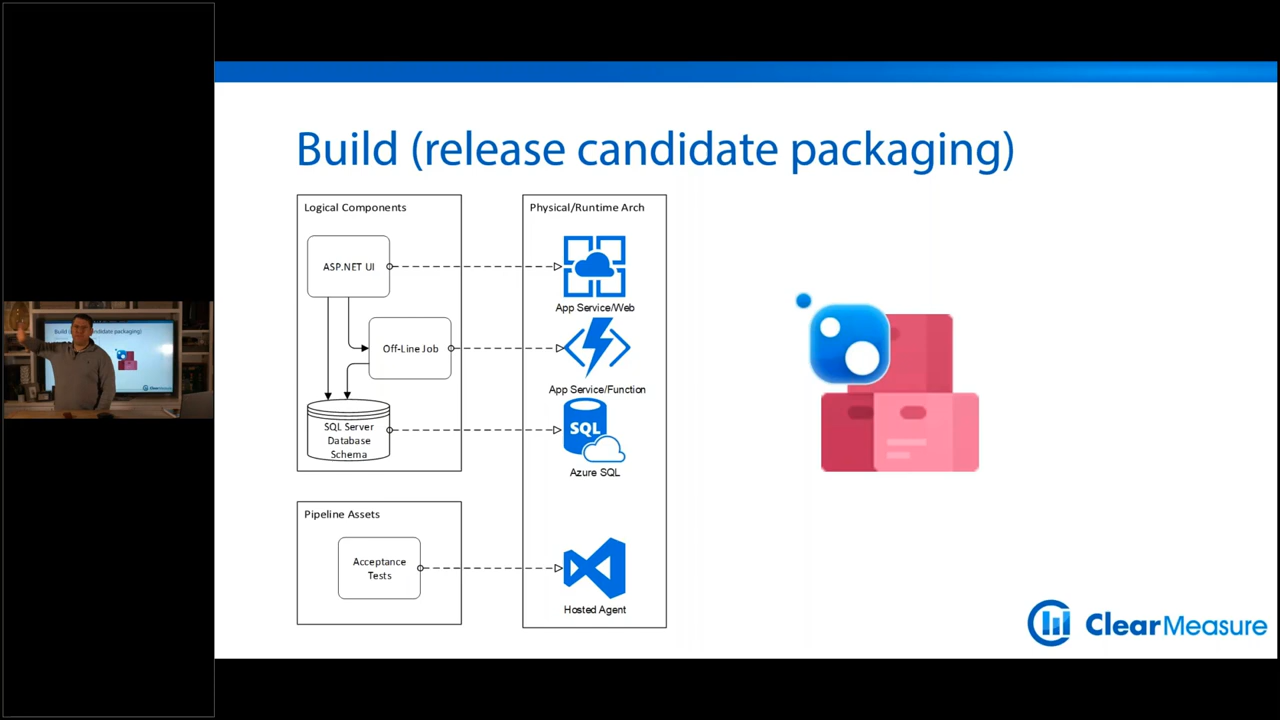 Build (release candidate packaging)
Logical Components
ASP.NET UI
Off-Line Job
SQL Server
Database
Schema
Pipeline Assets
Acceptance
Tests
Physical/Runtime Arch
App Service/Web
App Service/Function
SQL
Azure SQL
Hosted Agent
ClearMeasure